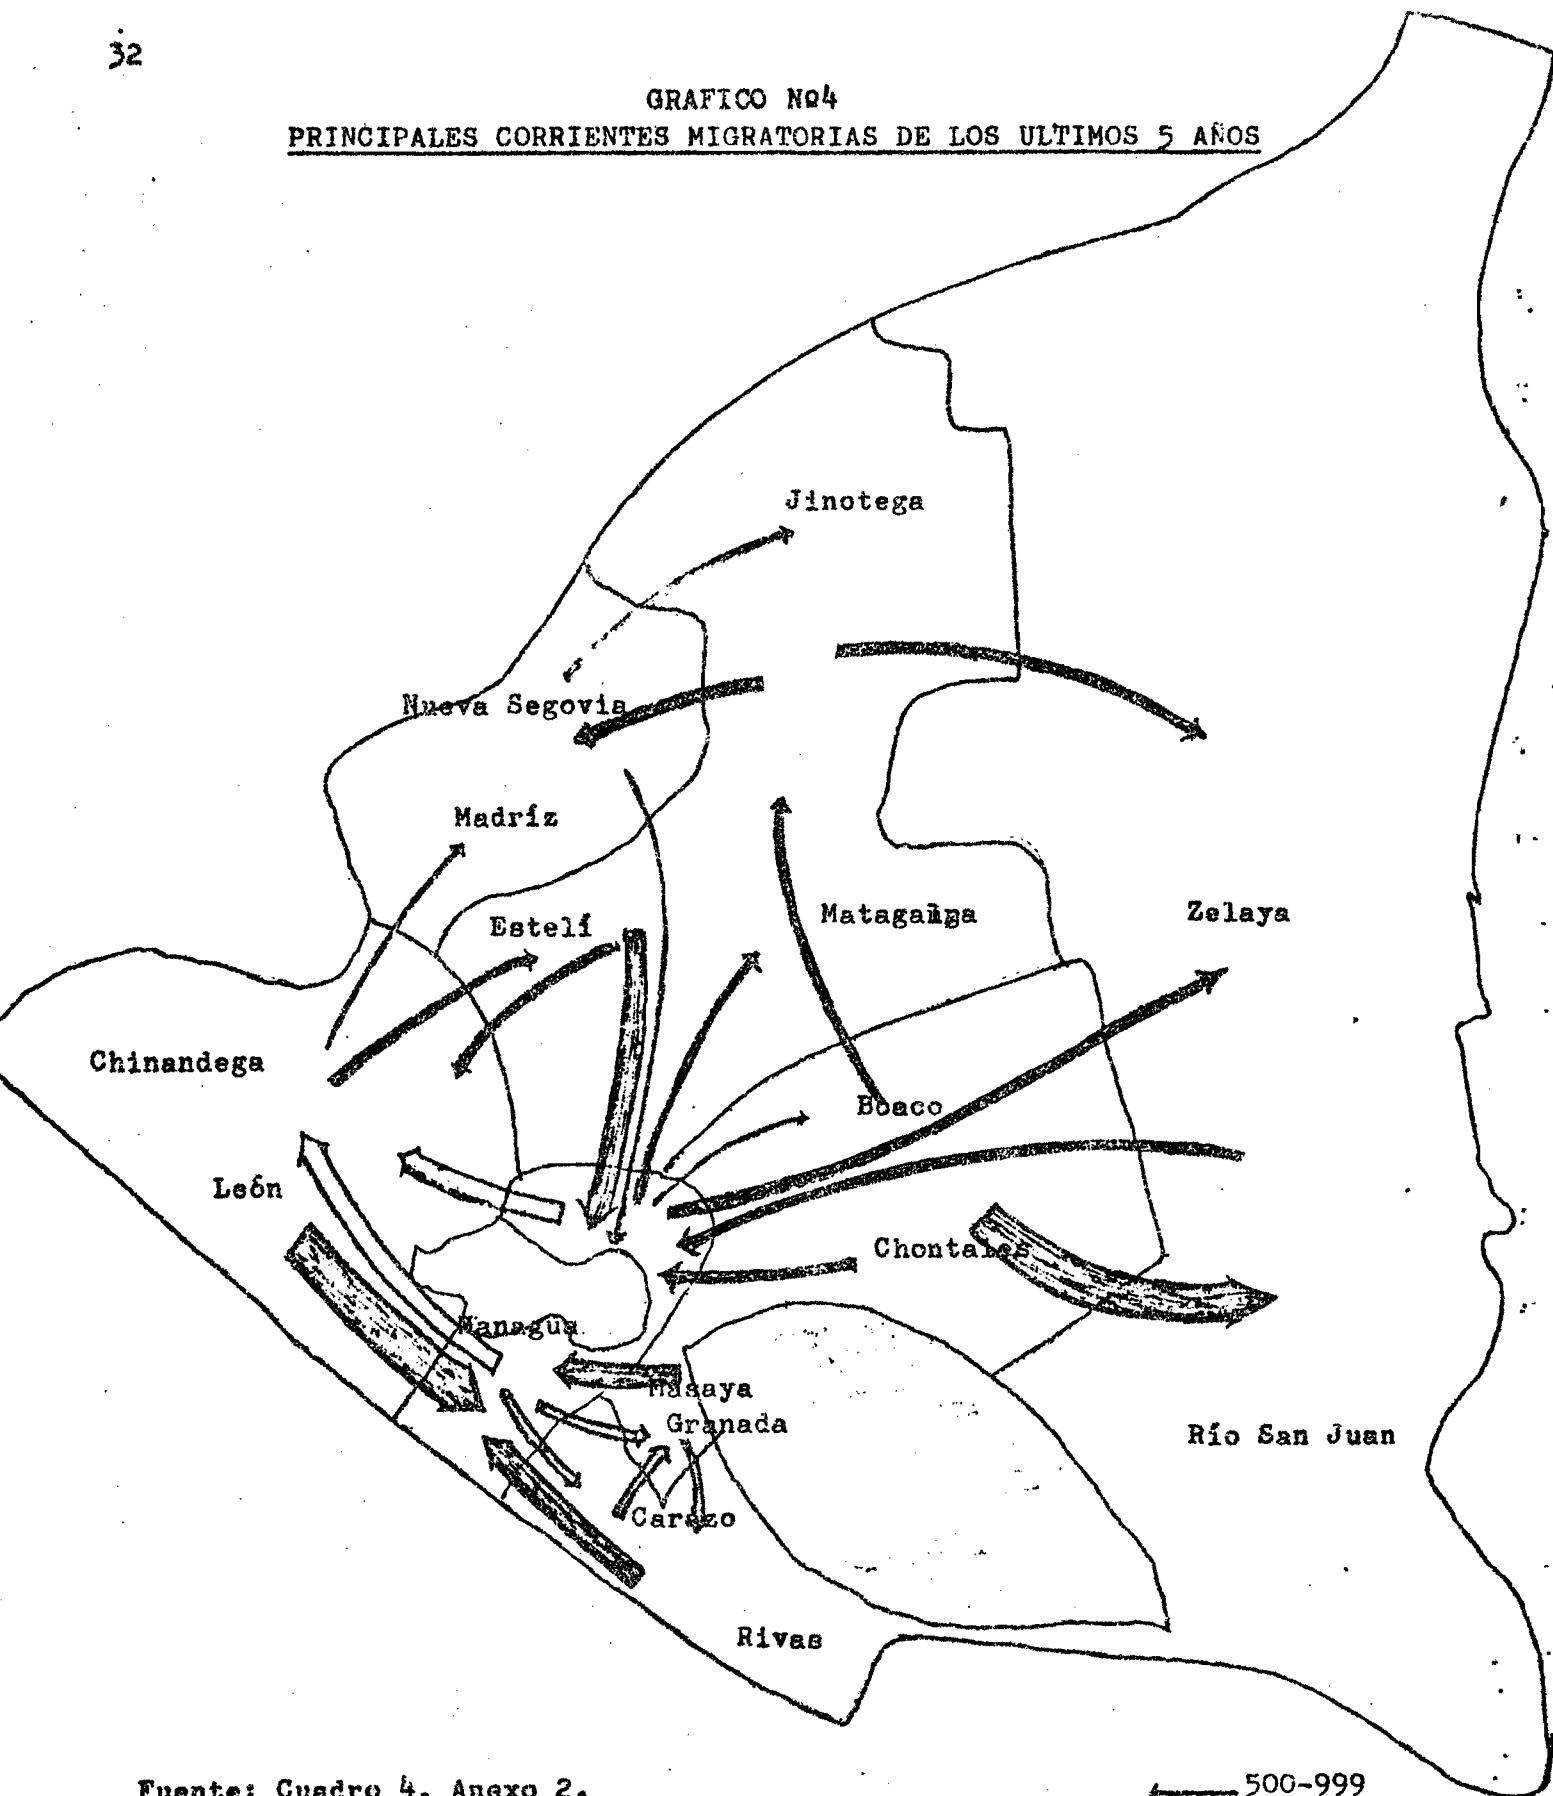 32
GRAFICO Nº4
PRINCIPALES CORRIENTES MIGRATORIAS DE LOS ULTIMOS 5 AÑOS
Jinotega
Nueva Segovia
Madríz
Estelí
Matagalpa
Zelaya
Chinandega
Boaco
León
Chontales
Managua
Masaya
Granada
Río San Juan
Carazo
Rivas
Fuente: Cuadro 4. Anexo 2.
500-999